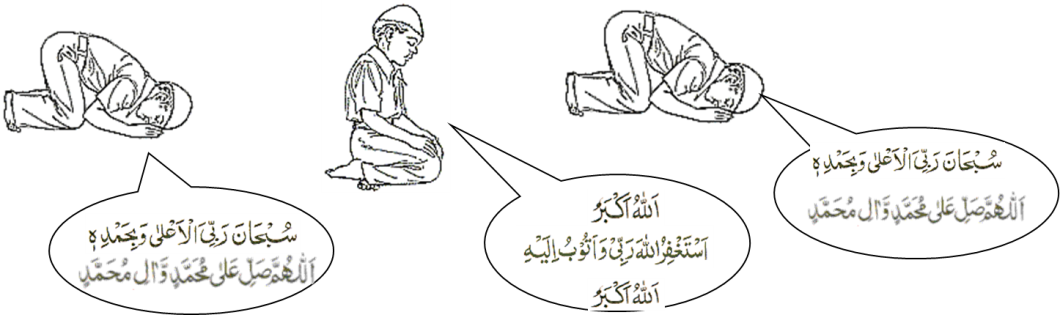 سُبْحَانَ رَبِّیَ الْاَعْلٰی وَبِحَمْدِهٖ
اَللّٰهُمَّ صَلِّ عَلٰی مُحَمَّدٍ وَّاٰلِ مُحَمَّدٍ
اَللّٰهُ اَکْبَرُ
اَسْتَغْفِرُ اللّٰهَ رَبِّیْ وَاَتُوْبُ اِلَیْهِ
اَللّٰهُ اَکْبَرُ
سُبْحَانَ رَبِّیَ الْاَعْلٰی وَبِحَمْدِهٖ
اَللّٰهُمَّ صَلِّ عَلٰی مُحَمَّدٍ وَّاٰلِ مُحَمَّدٍ